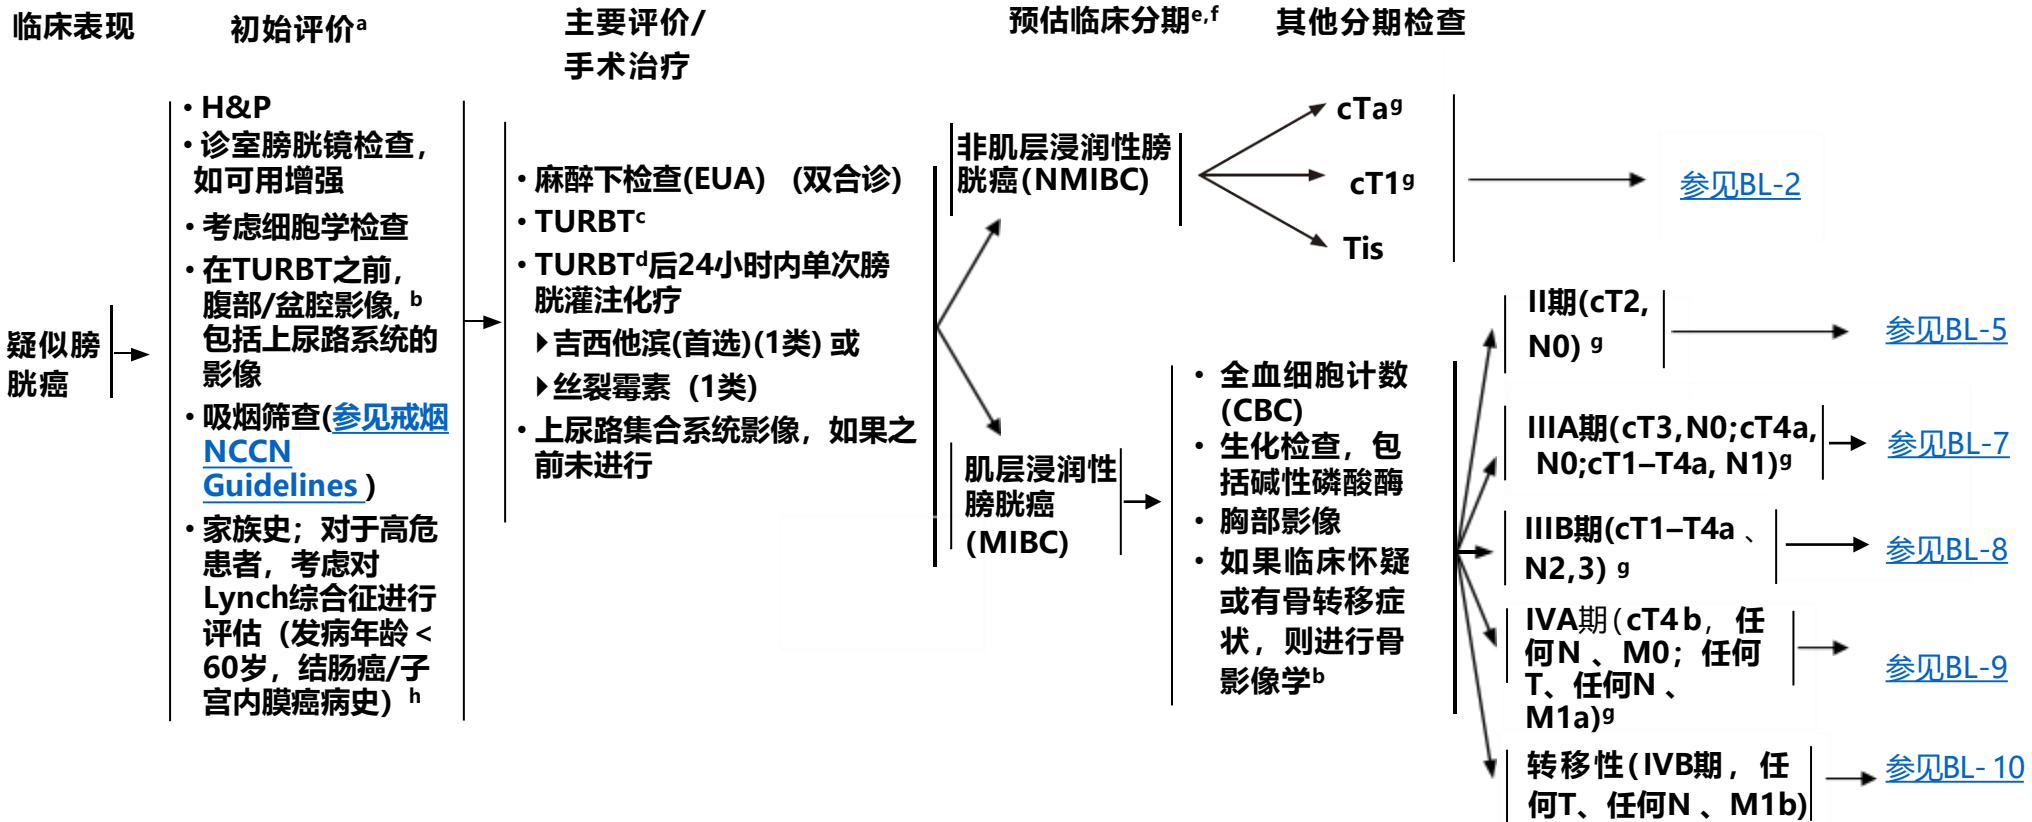 临床表现
初始评价a
主要评价/
手术治疗
预估临床分期e,f
其他分期检查
疑似膀
胱癌
• H&P
• 诊室膀胱镜检查，
如可用增强
• 考虑细胞学检查
• 在TURBT之前，
腹部/盆腔影像, b
包括上尿路系统的
影像
• 吸烟筛查(参见戒烟
NCCN
Guidelines )
• 家族史；对于高危
患者，考虑对
Lynch综合征进行
评估（发病年龄 <
60岁，结肠癌/子
宫内膜癌病史）h
• 麻醉下检查(EUA)（双合诊）
• TURBTc
• TURBTd后24小时内单次膀
胱灌注化疗
吉西他滨(首选)(1类) 或
丝裂霉素 (1类)
• 上尿路集合系统影像，如果之
前未进行
非肌层浸润性膀
胱癌(NMIBC)
cTag
cT1g
Tis
参见BL-2
肌层浸润性
膀胱癌
(MIBC)
• 全血细胞计数
(CBC)
• 生化检查，包
括碱性磷酸酶
• 胸部影像
• 如果临床怀疑
或有骨转移症
状，则进行骨
影像学b
II期(cT2,
N0) g
参见BL-5
IIIA期(cT3,N0;cT4a,
N0;cT1–T4a, N1)g
参见BL-7
IIIB期(cT1–T4a 、
N2,3) g
参见BL-8
IVA期(cT4b，任
何N 、M0；任何
T、任何N 、
M1a)g
参见BL-9
转移性(IVB期，任
何T、任何N 、M1b)
参见BL- 10